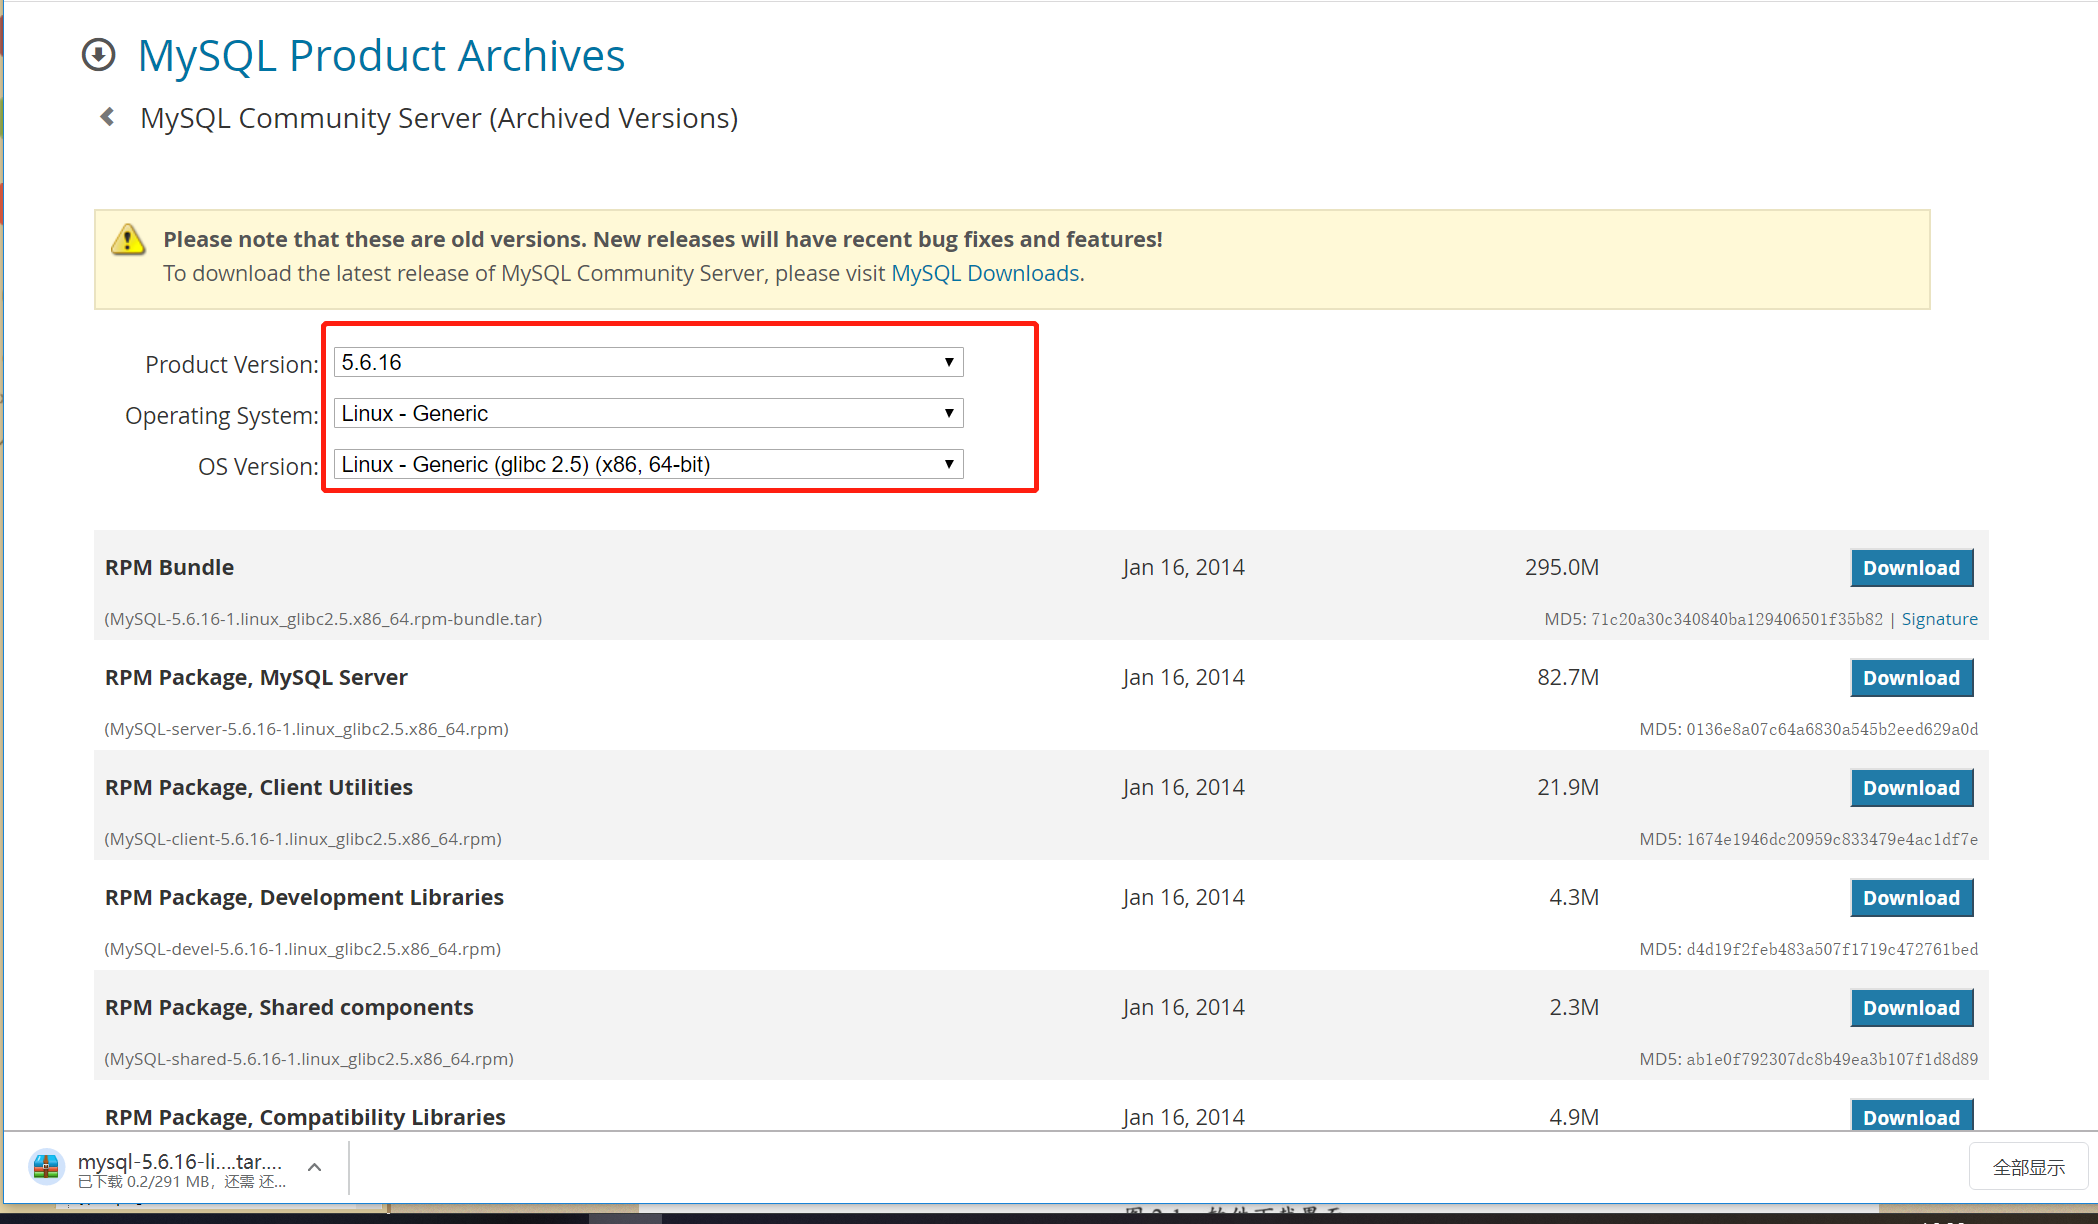 MySQL Product Archives
MySQL Community Server (Archived Versions)
Please note that these are old versions. New releases will have recent bug fixes and features!
To download the latest release of MySQL Community Server, please visit MySQL Downloads.
Product Version: 5.6.16
Operating System: Linux - Generic
OS Version: Linux - Generic (glibc 2.5) (x86, 64-bit)
RPM Bundle Jan 16, 2014 295.0M Download
(MySQL-5.6.16-1.linux_glibc2.5.x86_64.rpm-bundle.tar) MD5: 71c20a30c340840ba129406501f35b82 | Signature
RPM Package, MySQL Server Jan 16, 2014 82.7M Download
(MySQL-server-5.6.16-1.linux_glibc2.5.x86_64.rpm) MD5: 0136e8a07c64a6830a545b2eed629a0d
RPM Package, Client Utilities Jan 16, 2014 21.9M Download
(MySQL-client-5.6.16-1.linux_glibc2.5.x86_64.rpm) MD5: 1674e1946dc20959c833479e4ac1df7e
RPM Package, Development Libraries Jan 16, 2014 4.3M Download
(MySQL-devel-5.6.16-1.linux_glibc2.5.x86_64.rpm) MD5: d4d19f2feb483a507f1719c472761bed
RPM Package, Shared components Jan 16, 2014 2.3M Download
(MySQL-shared-5.6.16-1.linux_glibc2.5.x86_64.rpm) MD5: ab1e0f792307dc8b49ea3b107f1d8d89
RPM Package, Compatibility Libraries Jan 16, 2014 4.9M Download
mysql-5.6.16-li....tar....
已下载 0.2/291 MB，还需 还...
全部显示